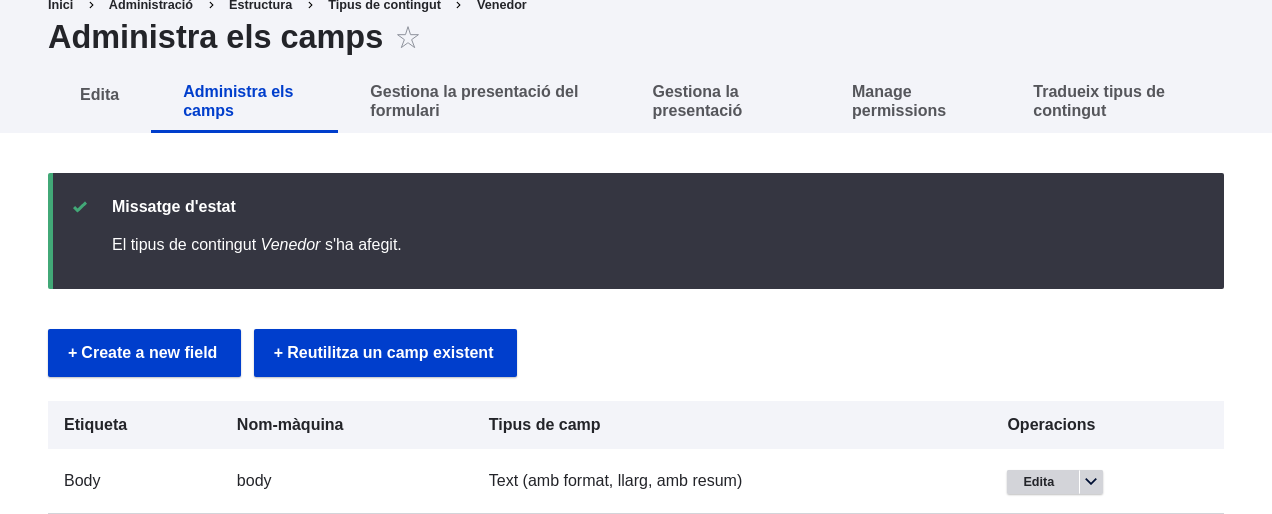 Inici > Administració > Estructura > Tipus de contingut > Venedor
Administra els camps ☆
Edita
Administra els
camps
Gestiona la presentació del
formulari
Gestiona la
presentació
Manage
permissions
Tradueix tipus de
contingut
Missatge d'estat
El tipus de contingut Venedor s'ha afegit.
+ Create a new field
+ Reutilitza un camp existent
Etiqueta Nom-màquina Tipus de camp Operacions
Body body Text (amb format, llarg, amb resum) Edita